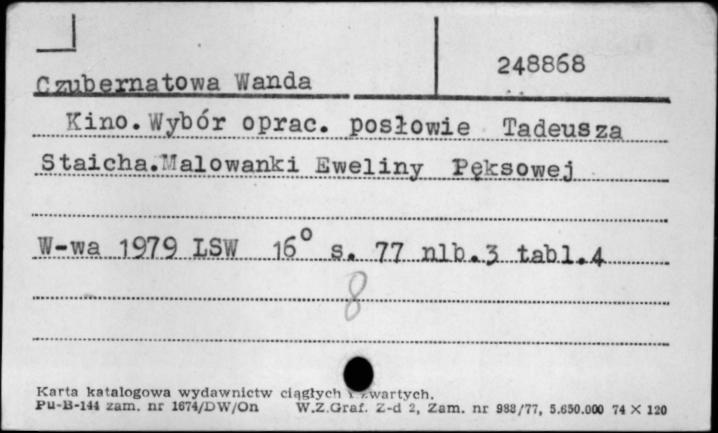 248868
Czubernatowa Wanda
Kino.Wybór oprac. posłowie Tadeusza
Staicha.Malowanki Eweliny Pęksowej
W-wa 1979 LSW 16° s. 77 nlb.3 tabl.4
8
Karta katalogowa wydawnictw ciągłych i zwartych.
Pu-B-144 zam. nr 1674/DW/On W.Z.Graf. Z-d 2, Zam. nr 988/77, 5.650.000 74 X 120